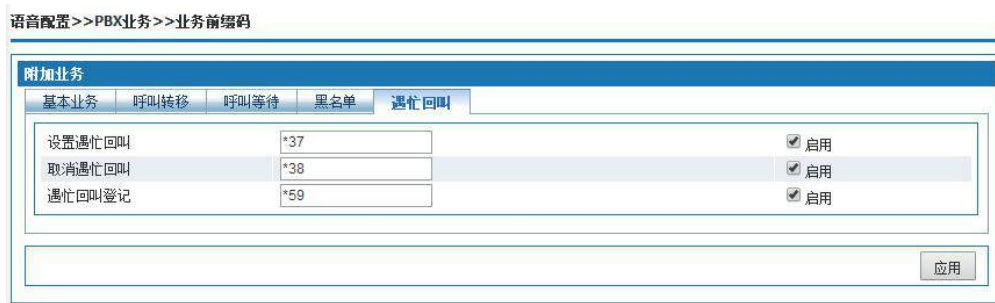 语音配置>>PBX业务>>业务前缀码
附加业务
基本业务 呼叫转移 呼叫等待 黑名单 遇忙回叫
设置遇忙回叫 *37 启用
取消遇忙回叫 *38 启用
遇忙回叫登记 *59 启用
应用